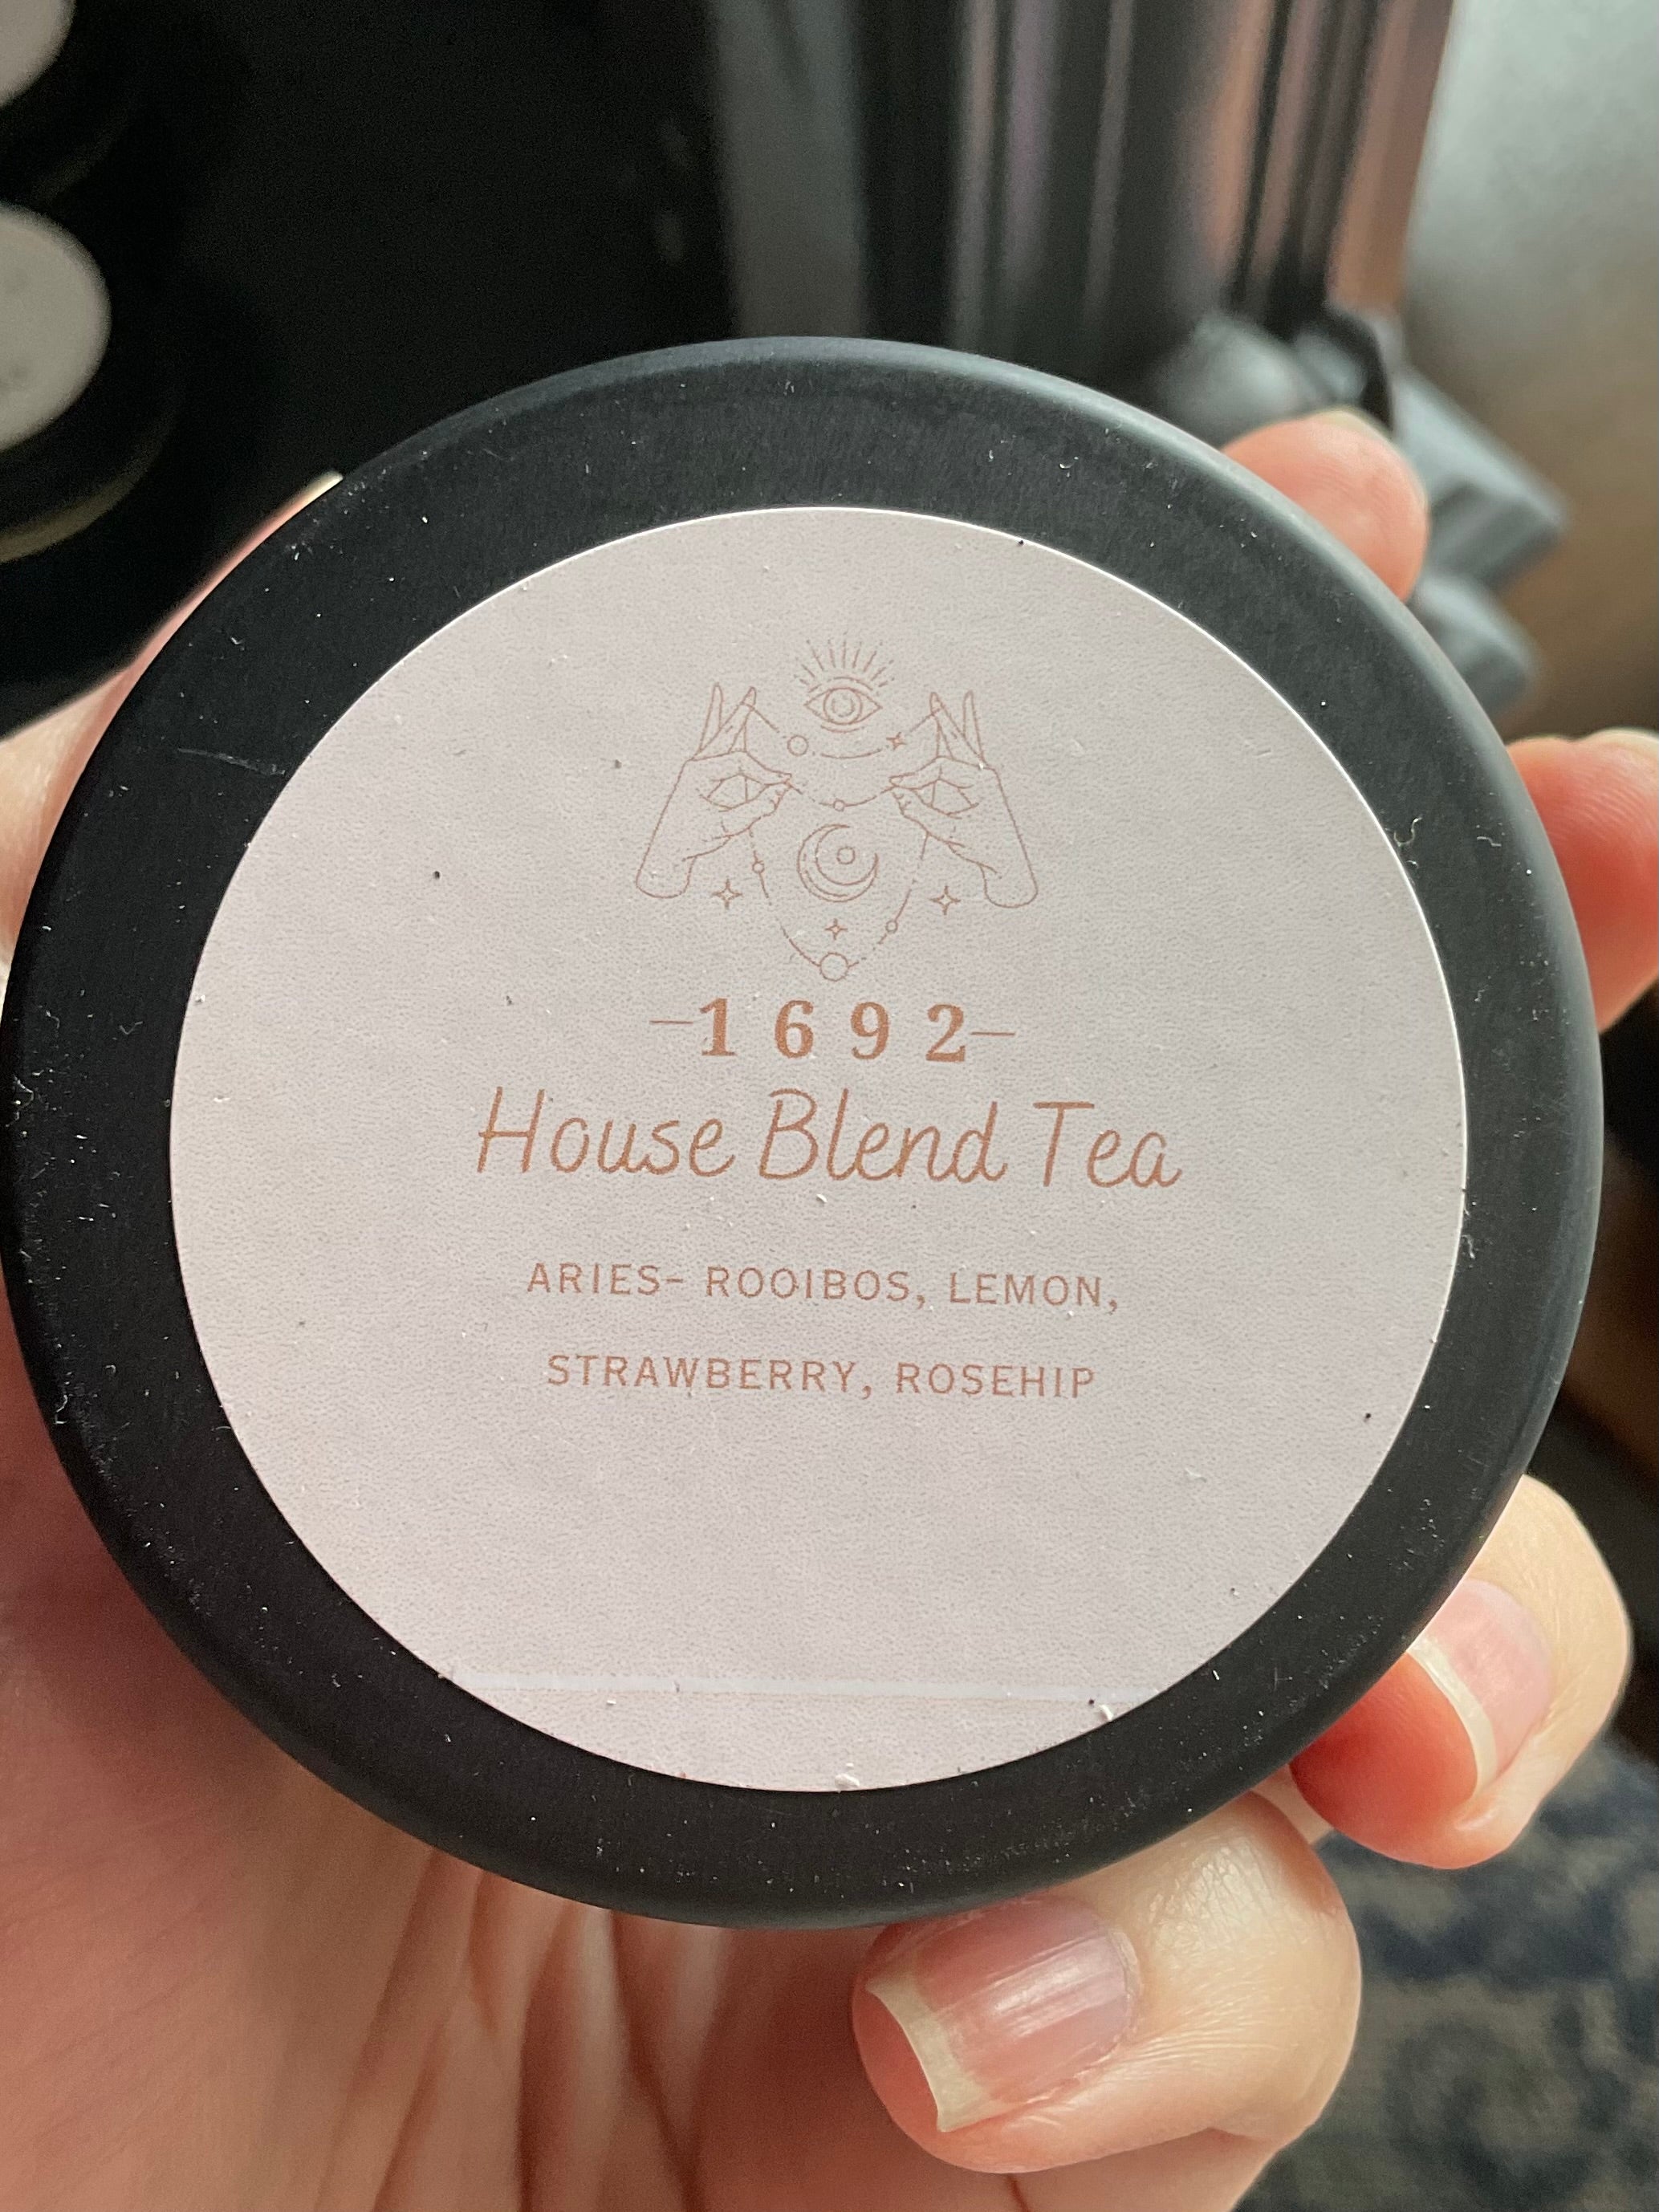 -1692-
House Blend Tea
ARIES- ROOIBOS, LEMON,
STRAWBERRY, ROSEHIP